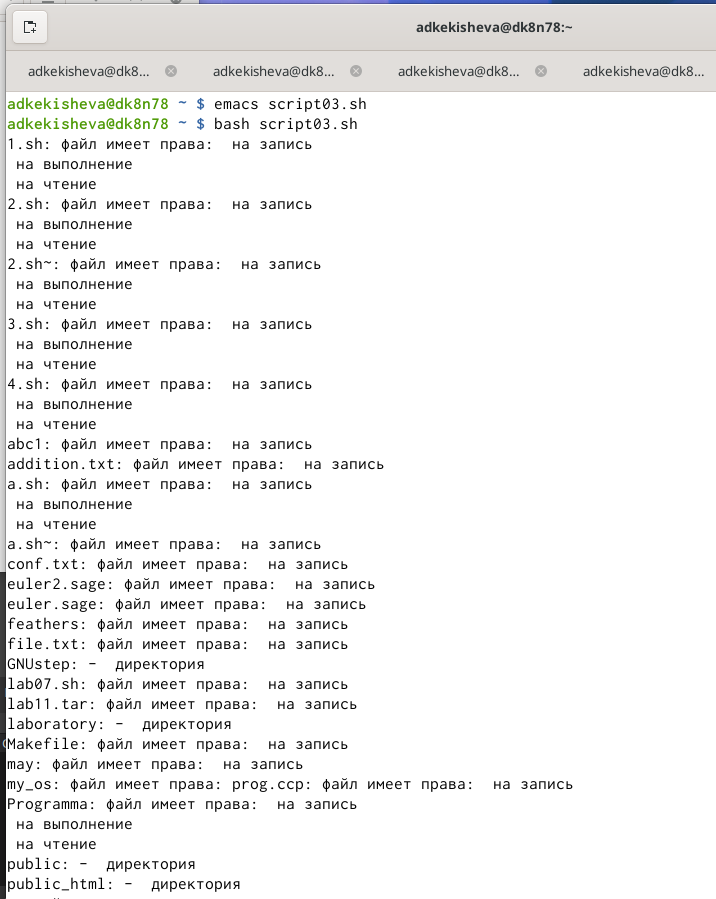 adkekisheva@dk8n78:~
adkekisheva@dk8... adkekisheva@dk8... adkekisheva@dk8... adkekisheva@dk8...
adkekisheva@dk8n78 ~ $ emacs script03.sh
adkekisheva@dk8n78 ~ $ bash script03.sh
1.sh: файл имеет права:  на запись
 на выполнение
 на чтение
2.sh: файл имеет права:  на запись
 на выполнение
 на чтение
2.sh~: файл имеет права:  на запись
 на выполнение
 на чтение
3.sh: файл имеет права:  на запись
 на выполнение
 на чтение
4.sh: файл имеет права:  на запись
 на выполнение
 на чтение
abc1: файл имеет права:  на запись
addition.txt: файл имеет права:  на запись
a.sh: файл имеет права:  на запись
 на выполнение
 на чтение
a.sh~: файл имеет права:  на запись
conf.txt: файл имеет права:  на запись
euler2.sage: файл имеет права:  на запись
euler.sage: файл имеет права:  на запись
feathers: файл имеет права:  на запись
file.txt: файл имеет права:  на запись
GNUstep: -  директория
lab07.sh: файл имеет права:  на запись
lab11.tar: файл имеет права:  на запись
laboratory: -  директория
Makefile: файл имеет права:  на запись
may: файл имеет права:  на запись
my_os: файл имеет права: prog.ccp: файл имеет права:  на запись
Programma: файл имеет права:  на запись
 на выполнение
 на чтение
public: -  директория
public_html: -  директория